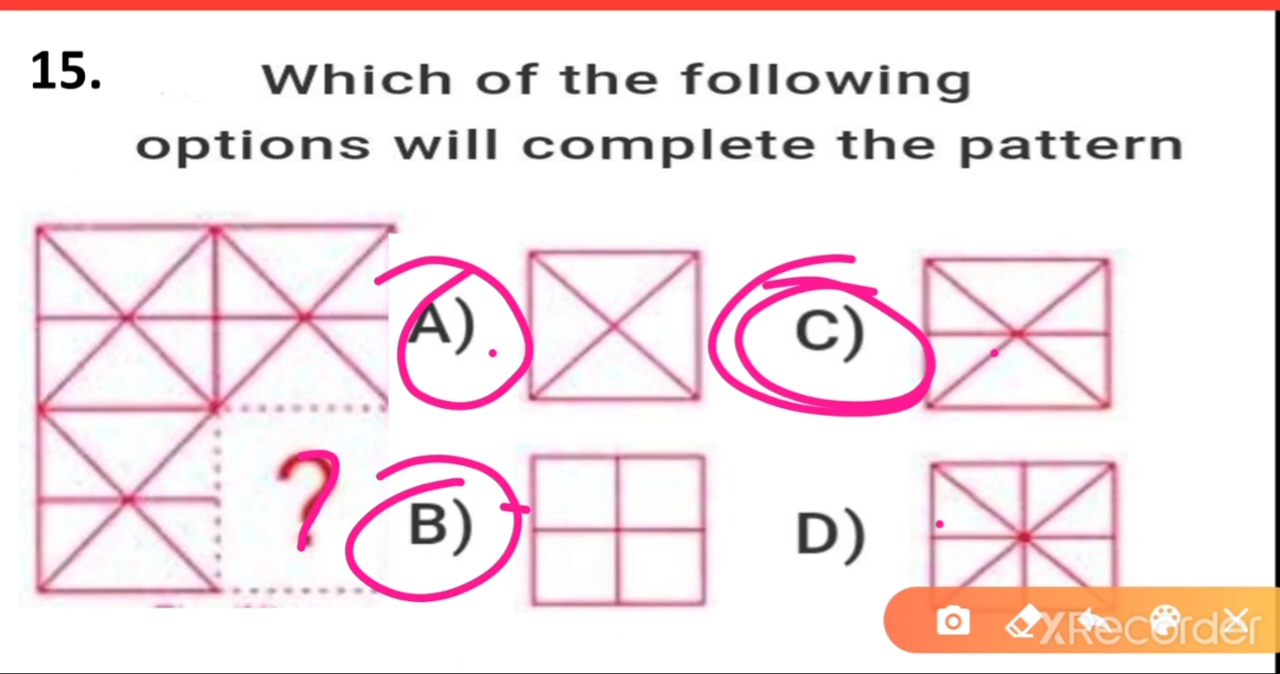 15.
Which of the following
options will complete the pattern
A)
C)
?
B)
D)
XRecorder